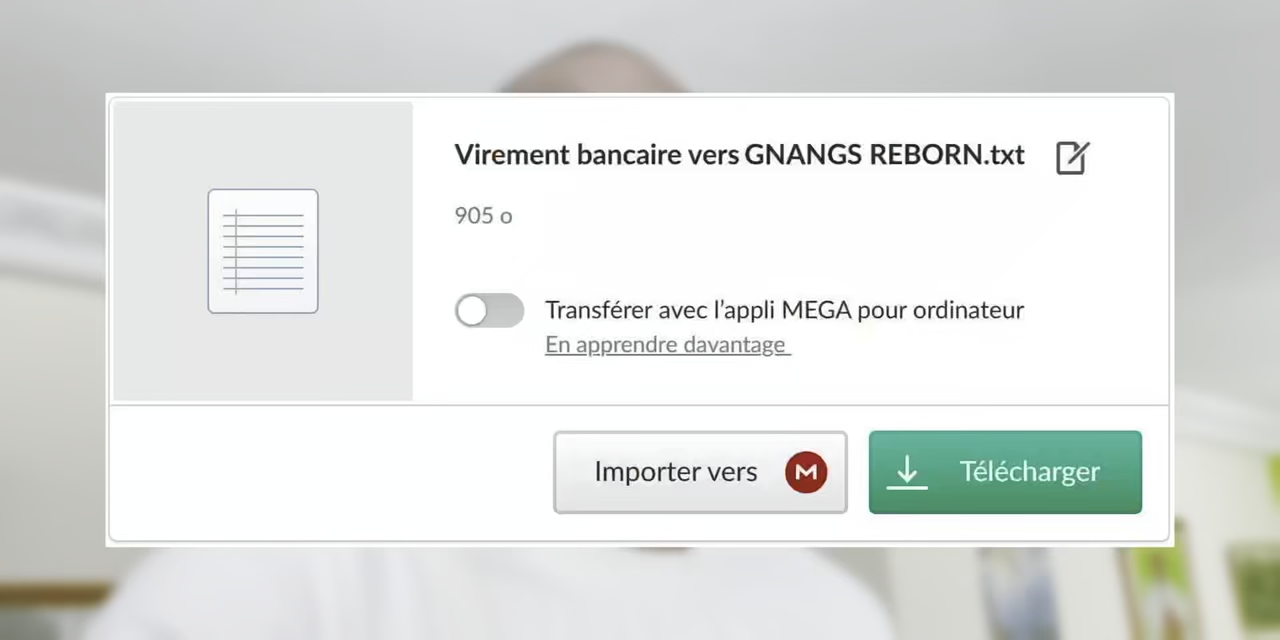 Virement bancaire vers GNANGS REBORN.txt
905 o
Transférer avec l’appli MEGA pour ordinateur
En apprendre davantage
Importer vers M
Télécharger